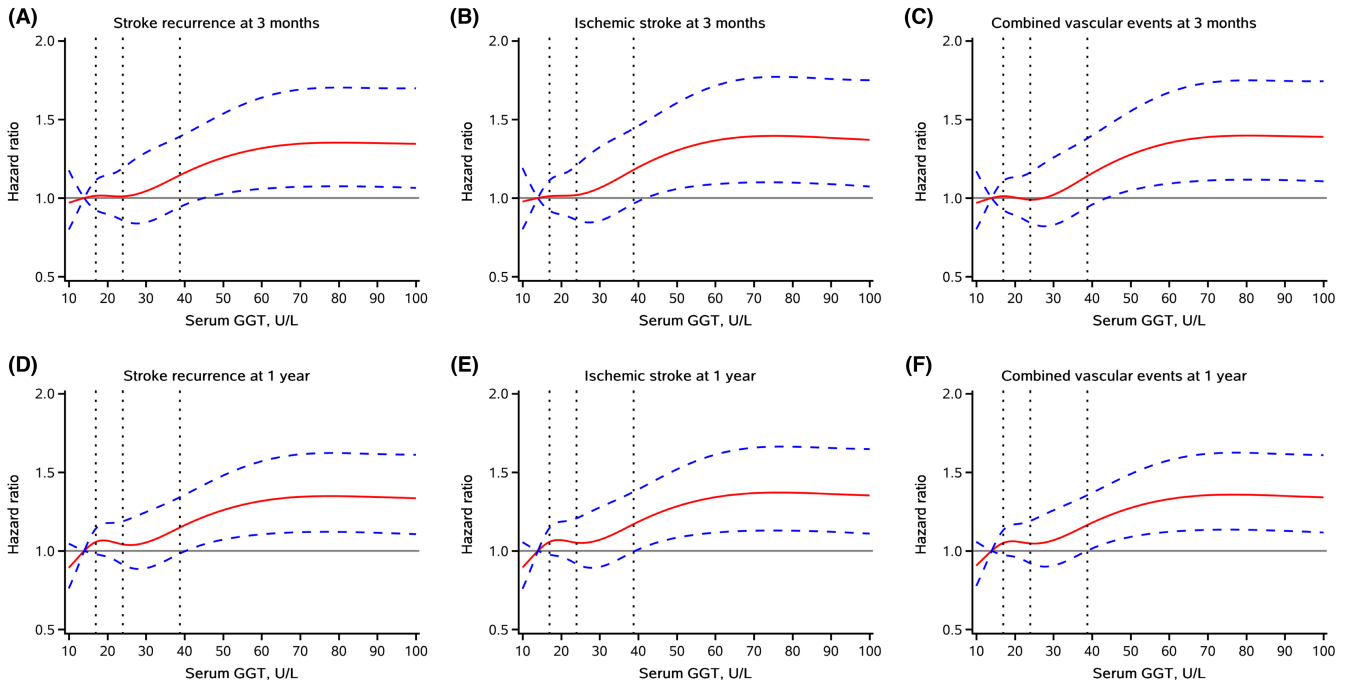 (A)
Stroke recurrence at 3 months
2.0
1.5
1.0
0.5
Hazard ratio
10 20 30 40 50 60 70 80 90 100
Serum GGT, U/L
(B)
Ischemic stroke at 3 months
2.0
1.5
1.0
0.5
Hazard ratio
10 20 30 40 50 60 70 80 90 100
Serum GGT, U/L
(C)
Combined vascular events at 3 months
2.0
1.5
1.0
0.5
Hazard ratio
10 20 30 40 50 60 70 80 90 100
Serum GGT, U/L
(D)
Stroke recurrence at 1 year
2.0
1.5
1.0
0.5
Hazard ratio
10 20 30 40 50 60 70 80 90 100
Serum GGT, U/L
(E)
Ischemic stroke at 1 year
2.0
1.5
1.0
0.5
Hazard ratio
10 20 30 40 50 60 70 80 90 100
Serum GGT, U/L
(F)
Combined vascular events at 1 year
2.0
1.5
1.0
0.5
Hazard ratio
10 20 30 40 50 60 70 80 90 100
Serum GGT, U/L